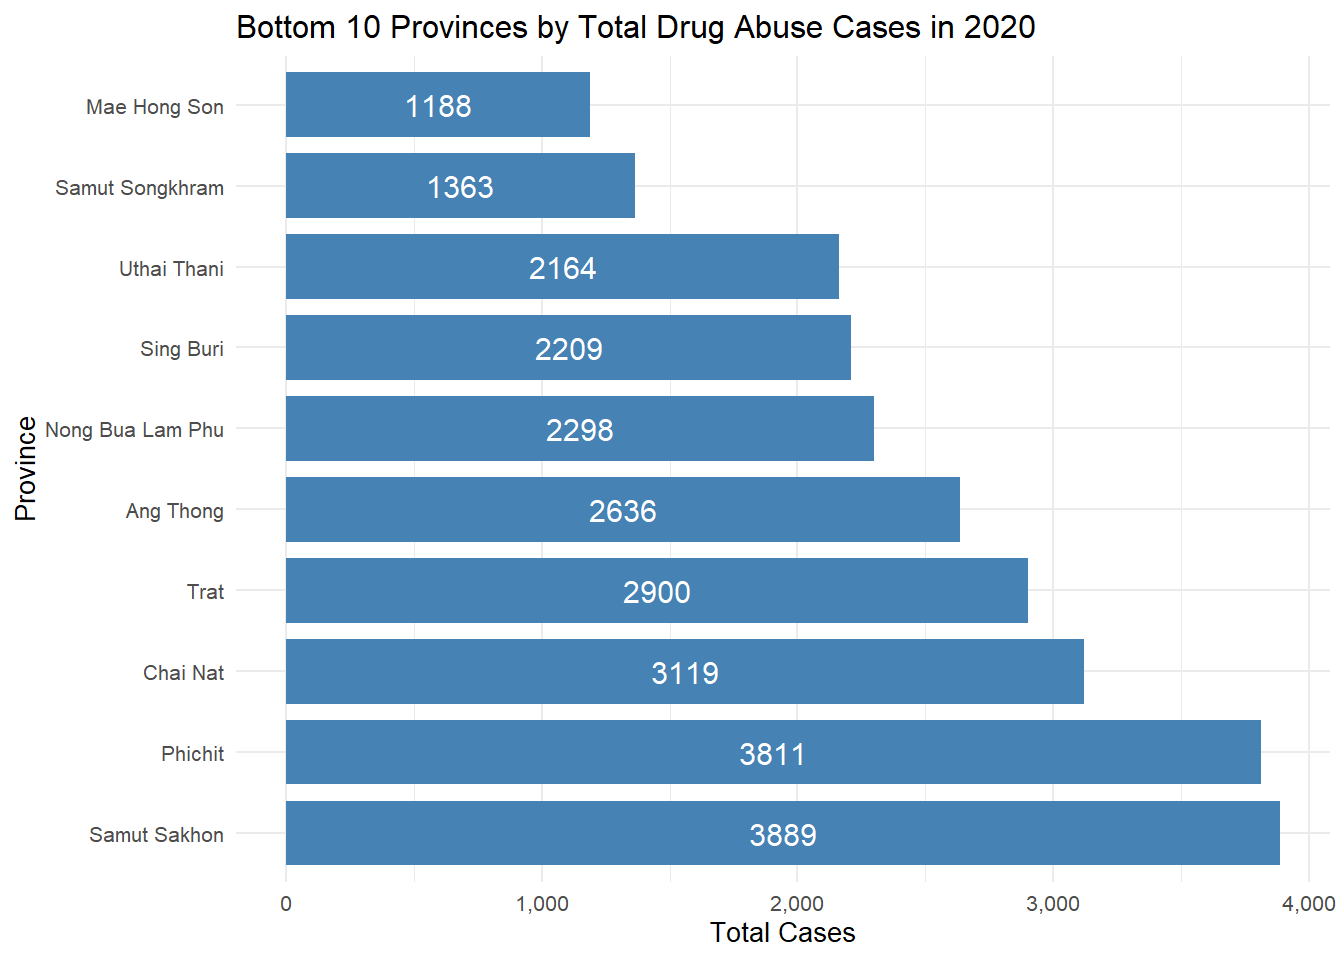 Bottom 10 Provinces by Total Drug Abuse Cases in 2020
Province
Mae Hong Son 1188
Samut Songkhram 1363
Uthai Thani 2164
Sing Buri 2209
Nong Bua Lam Phu 2298
Ang Thong 2636
Trat 2900
Chai Nat 3119
Phichit 3811
Samut Sakhon 3889
0 1,000 2,000 3,000 4,000
Total Cases